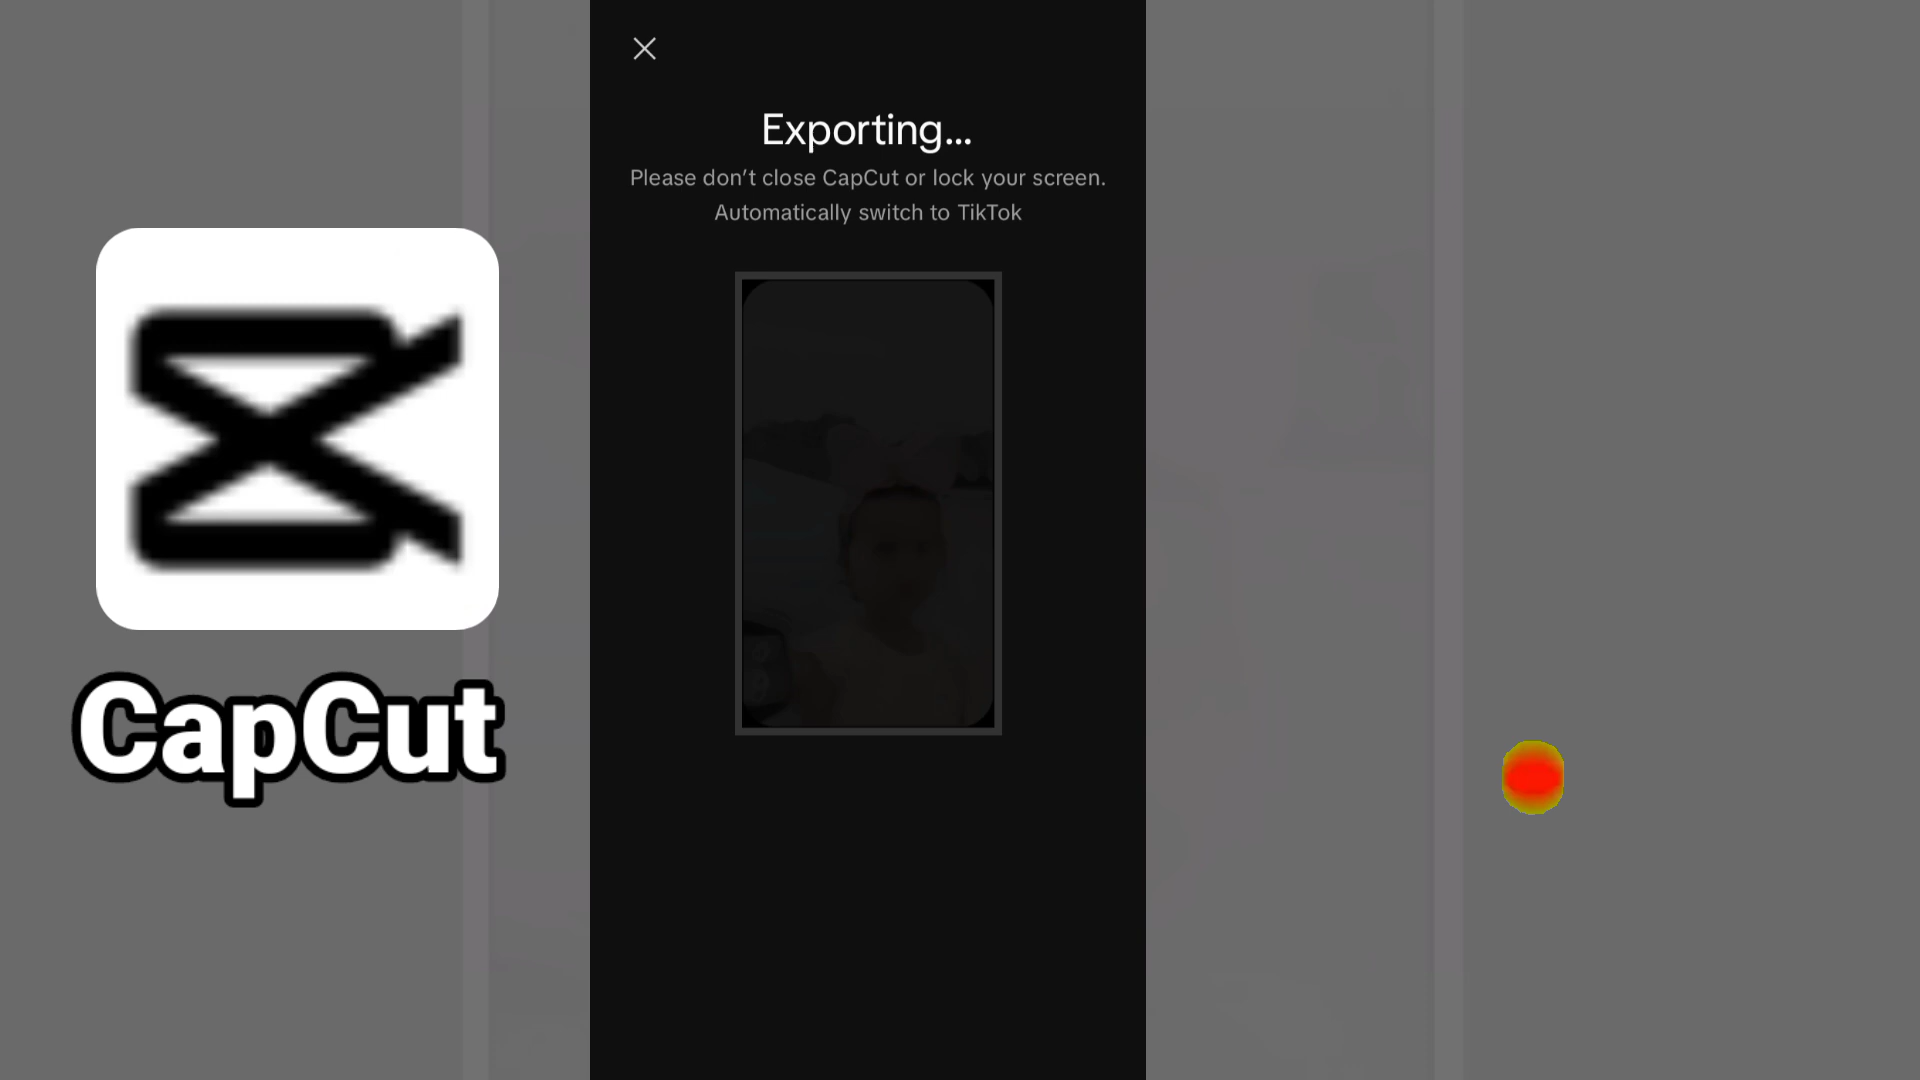 Exporting...
Please don’t close CapCut or lock your screen.
Automatically switch to TikTok
CapCut